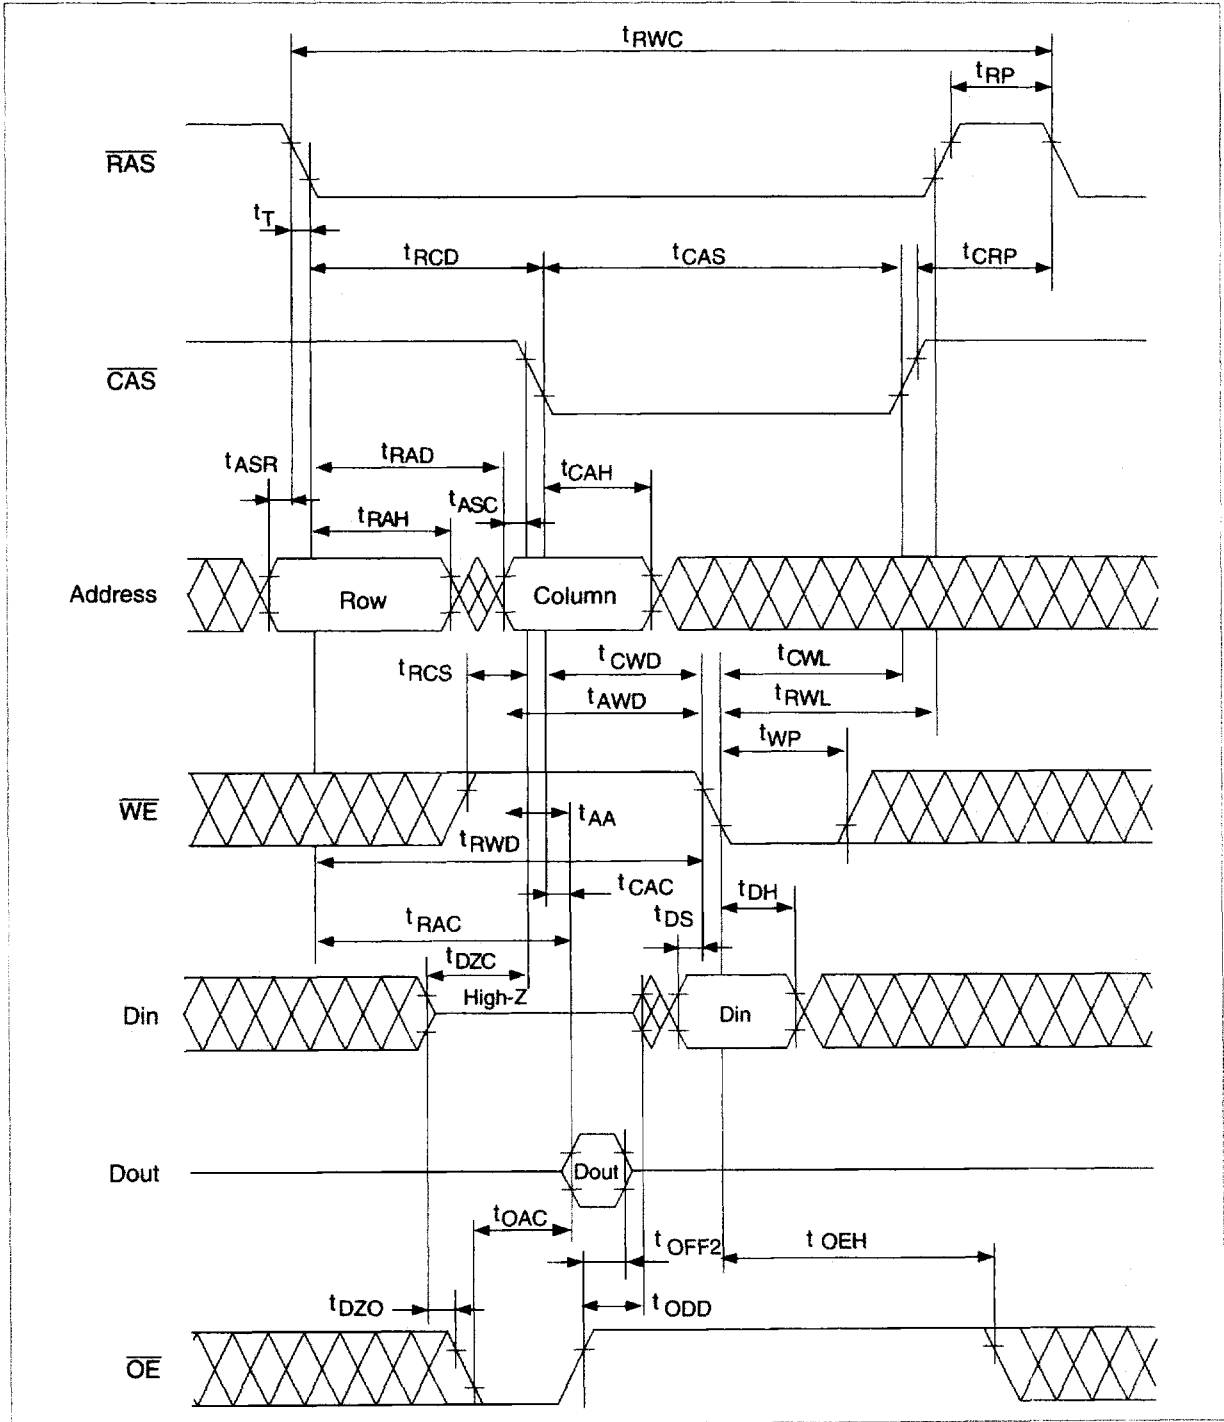 tRWC
tRP
RAS
tT
tRCD
tCAS
tCRP
CAS
tASR
tRAD
tCAH
tASC
tRAH
Address
Row
Column
tRCS
tCWD
tCWL
tAWD
tRWL
tWP
WE
tAA
tRWD
tCAC
tDH
tRAC
tDS
tDZC
High-Z
Din
Din
Dout
Dout
tOAC
tOFF2
tOEH
tDZO
tODD
OE